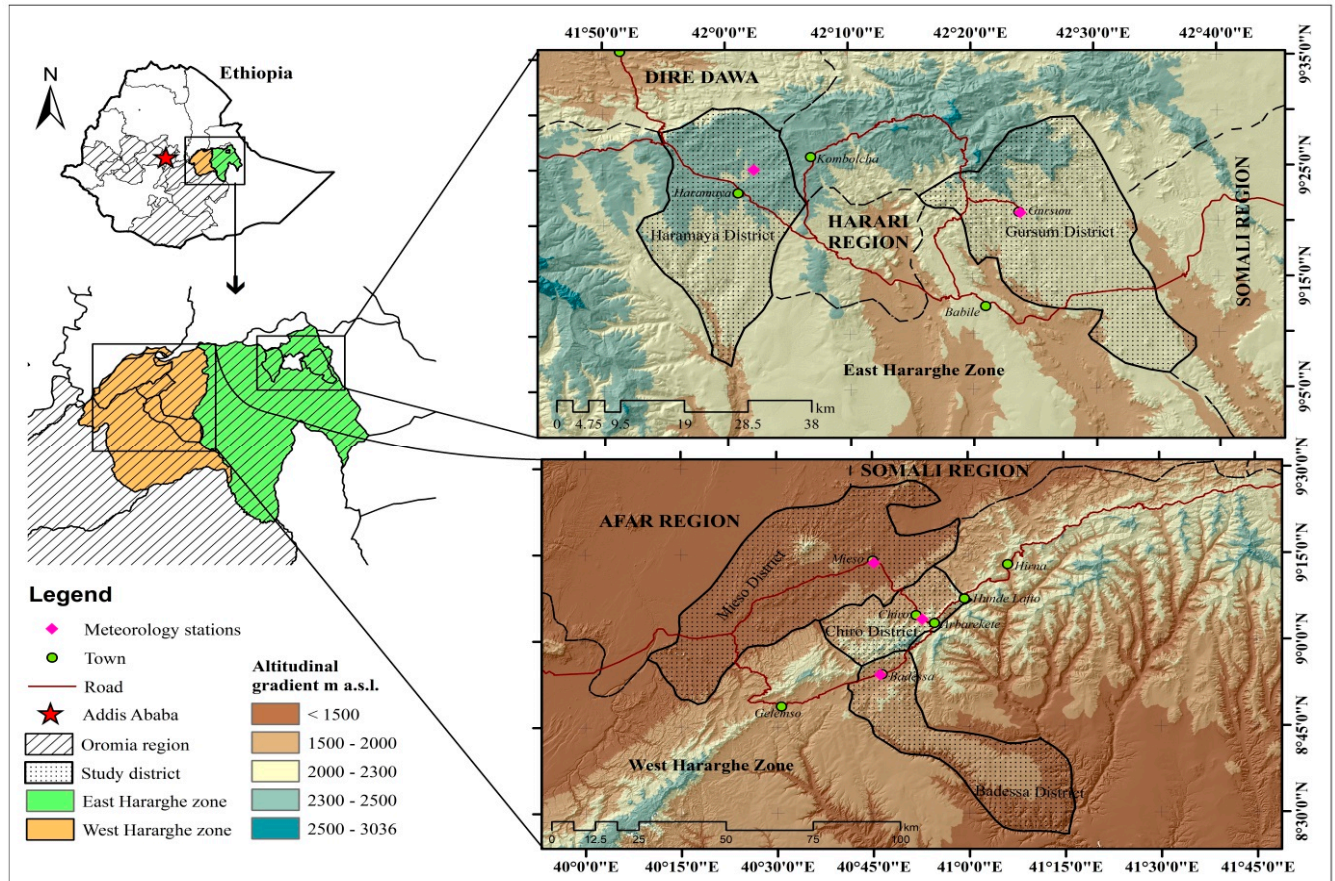 Ethiopia
N
Legend
Meteorology stations
Town
Road
Addis Ababa
Oromia region
Study district
East Hararghe zone
West Hararghe zone
Altitudinal
gradient m a.s.l.
< 1500
1500 - 2000
2000 - 2300
2300 - 2500
2500 - 3036
41°50'0"E 42°0'0"E 42°10'0"E 42°20'0"E 42°30'0"E 42°40'0"E
9°35'0"N
9°25'0"N
9°15'0"N
9°5'0"N
DIRE DAWA
Kombolcha
Haramaya
Haramaya District
HARARI
REGION
Gursum
Gursum District
SOMALI REGION
Babile
East Hararghe Zone
0 4.75 9.5 19 28.5 38
km
SOMALI REGION
AFAR REGION
Mieso
Mieso District
Hirna
Hunde Lafto
Chiro
Arbarekete
Chiro District
Badessa
Gelemso
West Hararghe Zone
Badessa District
0 12.5 25 50 75 100
km
9°30'0"N
9°15'0"N
9°0'0"N
8°45'0"N
8°30'0"N
40°0'0"E 40°15'0"E 40°30'0"E 40°45'0"E 41°0'0"E 41°15'0"E 41°30'0"E 41°45'0"E